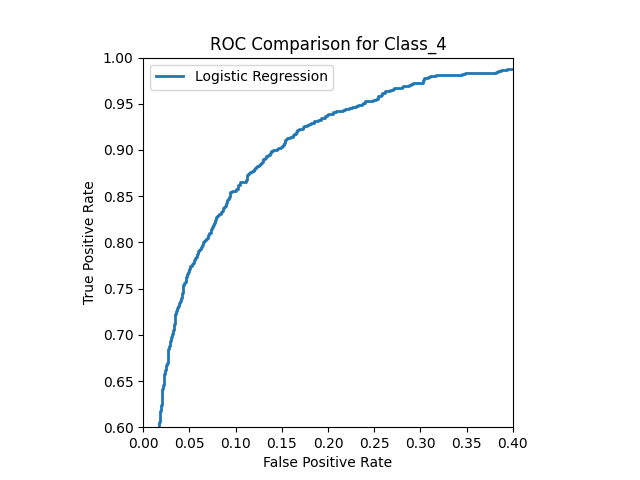 ROC Comparison for Class_4
Logistic Regression
True Positive Rate
1.00
0.95
0.90
0.85
0.80
0.75
0.70
0.65
0.60
0.00 0.05 0.10 0.15 0.20 0.25 0.30 0.35 0.40
False Positive Rate